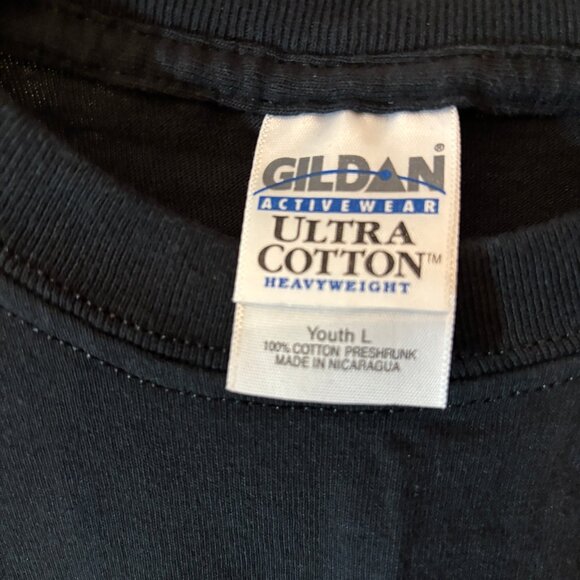 GILDAN®
ACTIVEWEAR
ULTRA
COTTON™
HEAVYWEIGHT
Youth L
100% COTTON PRESHRUNK
MADE IN NICARAGUA